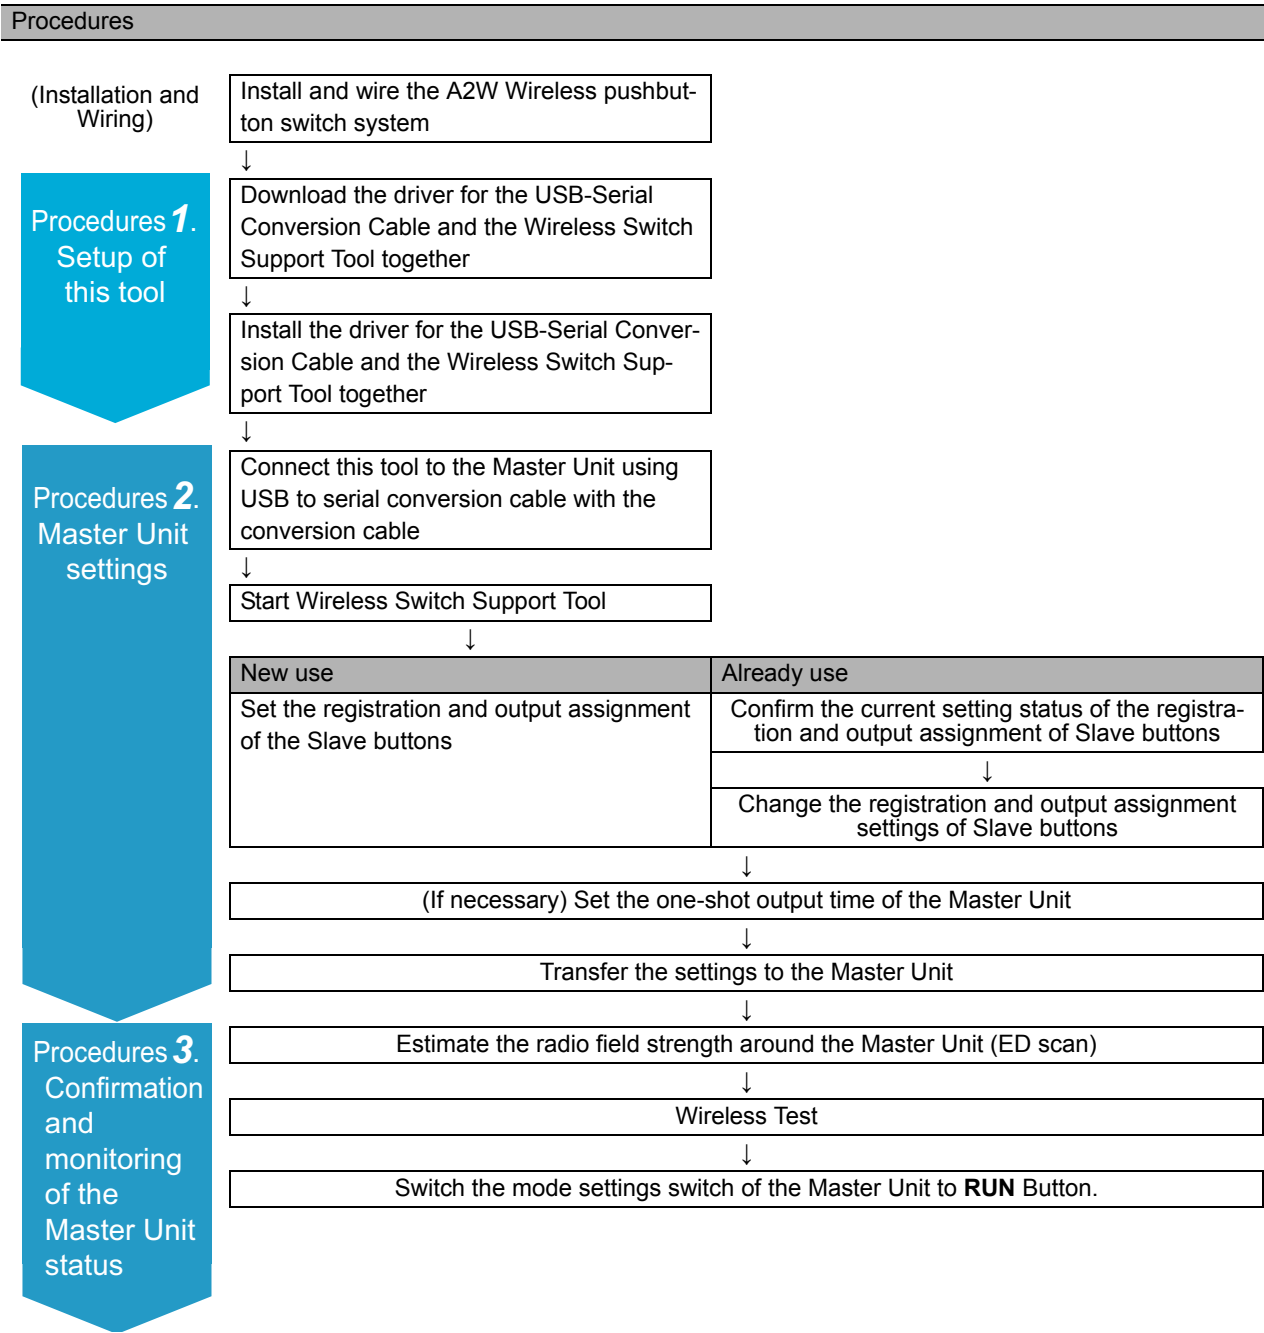 Procedures
(Installation and
Wiring)
Install and wire the A2W Wireless pushbut-
ton switch system
↓
Procedures 1.
Setup of
this tool
Download the driver for the USB-Serial
Conversion Cable and the Wireless Switch
Support Tool together
↓
Install the driver for the USB-Serial Conver-
sion Cable and the Wireless Switch Sup-
port Tool together
↓
Procedures 2.
Master Unit
settings
Connect this tool to the Master Unit using
USB to serial conversion cable with the
conversion cable
↓
Start Wireless Switch Support Tool
↓
New use
Set the registration and output assignment
of the Slave buttons
Already use
Confirm the current setting status of the registra-
tion and output assignment of Slave buttons
↓
Change the registration and output assignment
settings of Slave buttons
↓
(If necessary) Set the one-shot output time of the Master Unit
↓
Transfer the settings to the Master Unit
↓
Procedures 3.
Confirmation
and
monitoring
of the
Master Unit
status
Estimate the radio field strength around the Master Unit (ED scan)
↓
Wireless Test
↓
Switch the mode settings switch of the Master Unit to RUN Button.